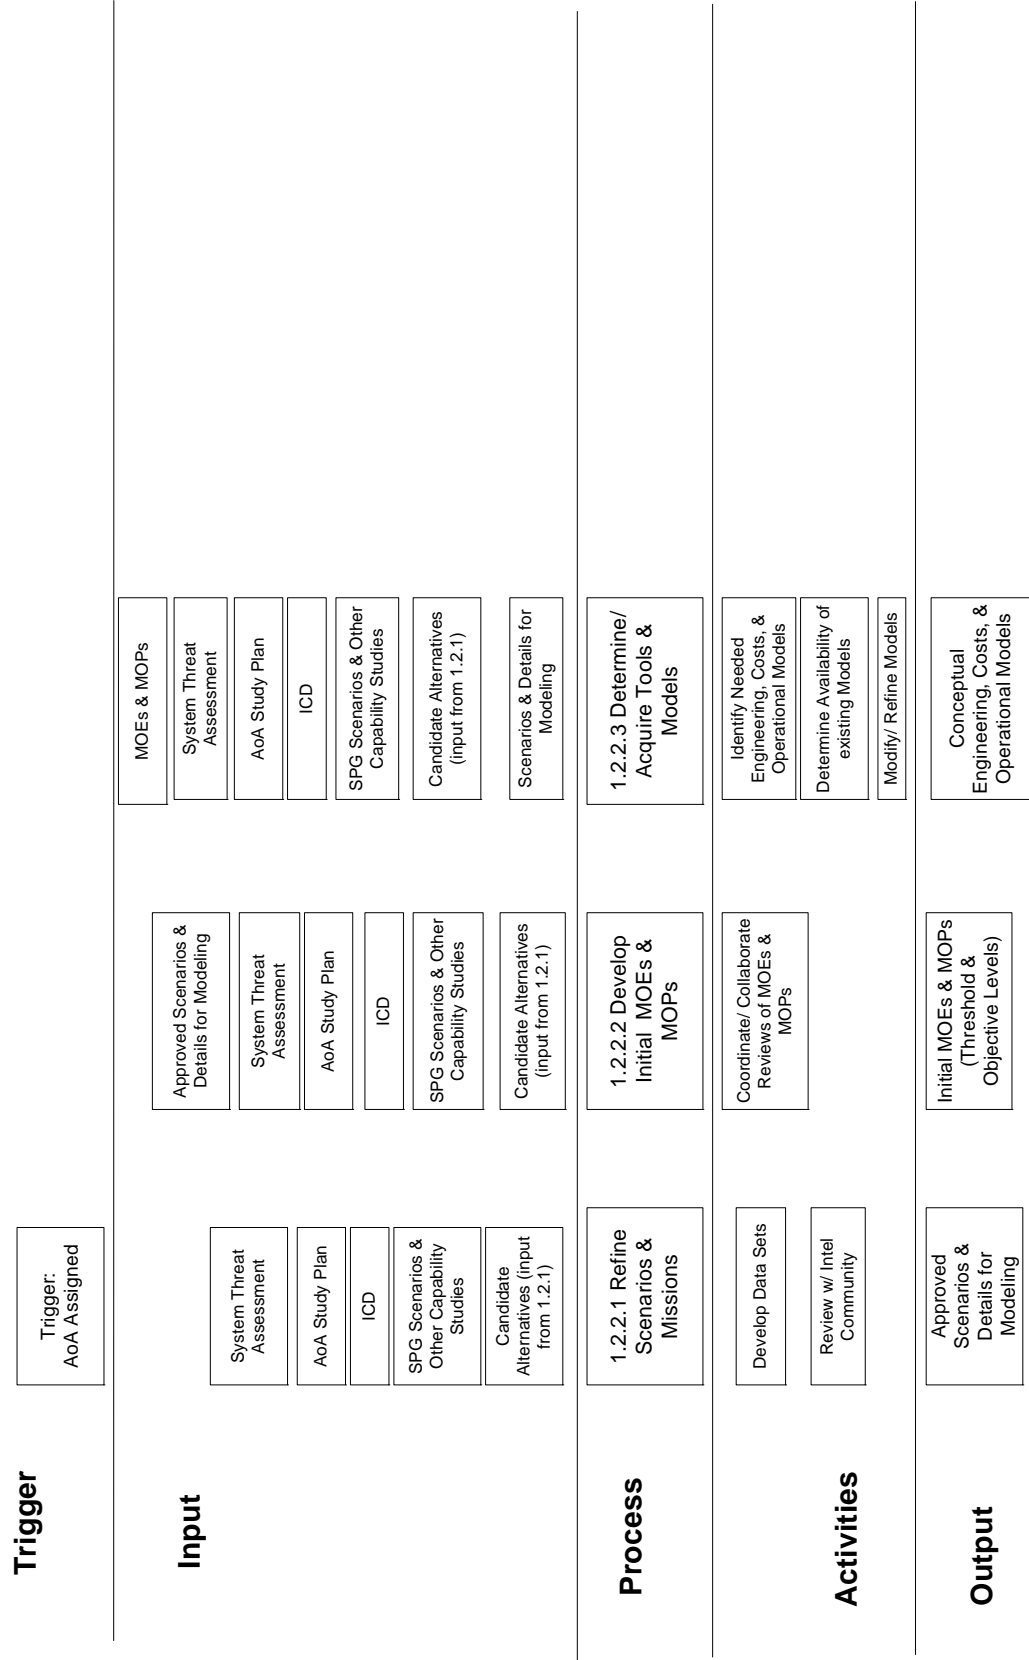 Trigger
Trigger:
AoA Assigned
Input
System Threat
Assessment
AoA Study Plan
ICD
SPG Scenarios &
Other Capability
Studies
Candidate
Alternatives (input
from 1.2.1)
Approved Scenarios &
Details for Modeling
System Threat
Assessment
AoA Study Plan
ICD
SPG Scenarios & Other
Capability Studies
Candidate Alternatives
(input from 1.2.1)
MOEs & MOPs
System Threat
Assessment
AoA Study Plan
ICD
SPG Scenarios & Other
Capability Studies
Candidate Alternatives
(input from 1.2.1)
Scenarios & Details for
Modeling
Process
1.2.2.1 Refine
Scenarios &
Missions
1.2.2.2 Develop
Initial MOEs &
MOPs
1.2.2.3 Determine/
Acquire Tools &
Models
Activities
Develop Data Sets
Review w/ Intel
Community
Coordinate/ Collaborate
Reviews of MOEs &
MOPs
Identify Needed
Engineering, Costs, &
Operational Models
Determine Availability of
existing Models
Modify/ Refine Models
Output
Approved
Scenarios &
Details for
Modeling
Initial MOEs & MOPs
(Threshold &
Objective Levels)
Conceptual
Engineering, Costs, &
Operational Models